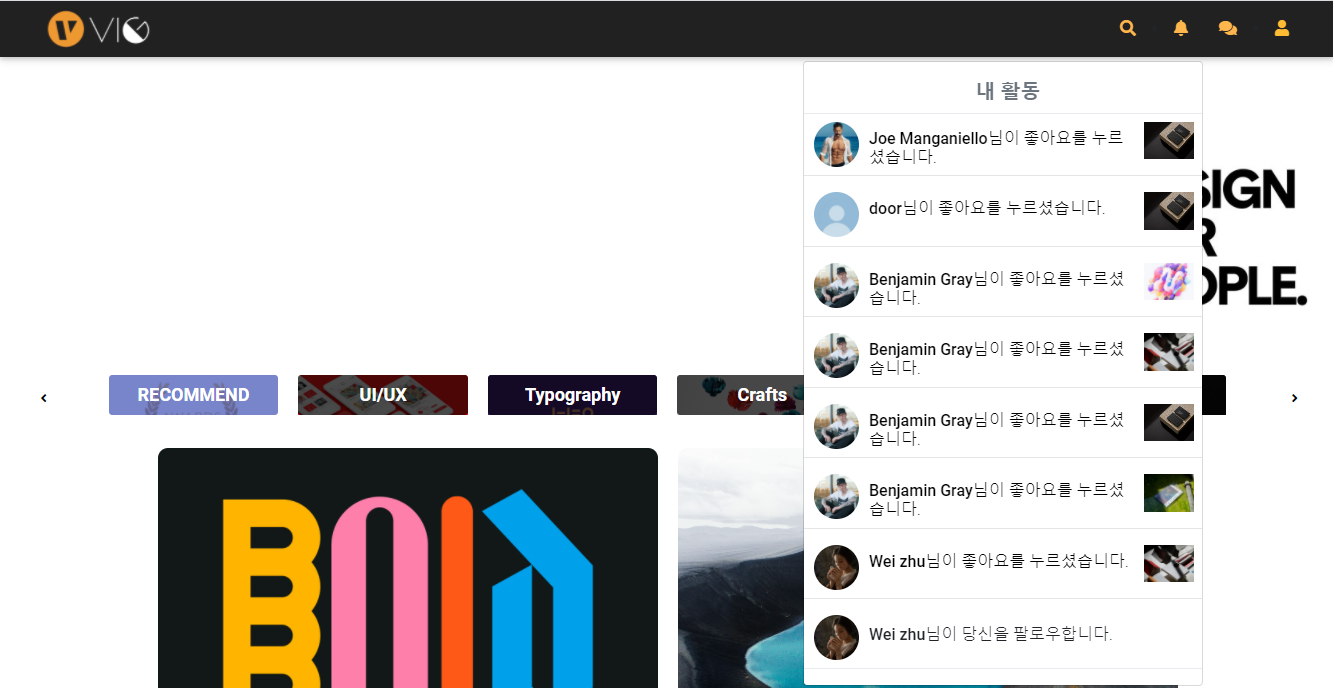 VIG
내 활동
Joe Manganiello님이 좋아요를 누르
셨습니다.
door님이 좋아요를 누르셨습니다.
Benjamin Gray님이 좋아요를 누르셨
습니다.
Benjamin Gray님이 좋아요를 누르셨
습니다.
Benjamin Gray님이 좋아요를 누르셨
습니다.
Benjamin Gray님이 좋아요를 누르셨
습니다.
Wei zhu님이 좋아요를 누르셨습니다.
Wei zhu님이 당신을 팔로우합니다.
SIGN
R
OPLE.
RECOMMEND
UI/UX
Typography
Crafts
BOLD